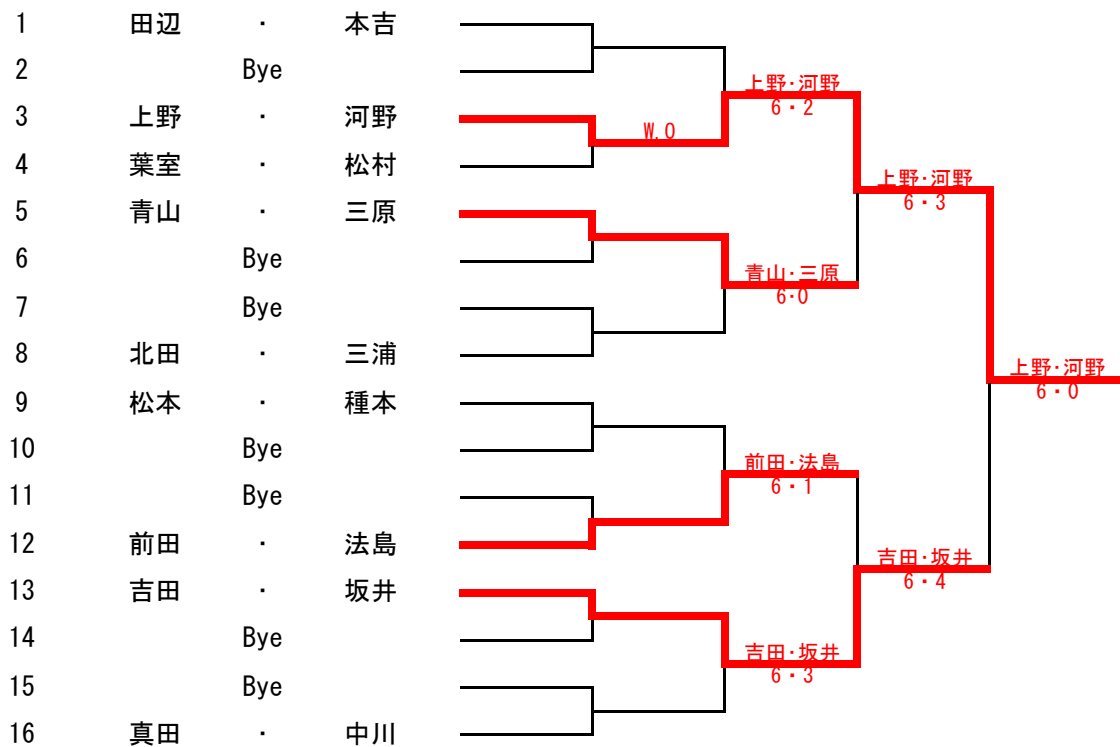 1 田辺 ・ 本吉
2 Bye
上野・河野
6・2
3 上野 ・ 河野
W.O
4 葉室 ・ 松村
上野・河野
6・3
5 青山 ・ 三原
6 Bye
青山・三原
6・0
7 Bye
8 北田 ・ 三浦
上野・河野
6・0
9 松本 ・ 種本
10 Bye
前田・法島
6・1
11 Bye
12 前田 ・ 法島
吉田・坂井
6・4
13 吉田 ・ 坂井
14 Bye
吉田・坂井
6・3
15 Bye
16 真田 ・ 中川